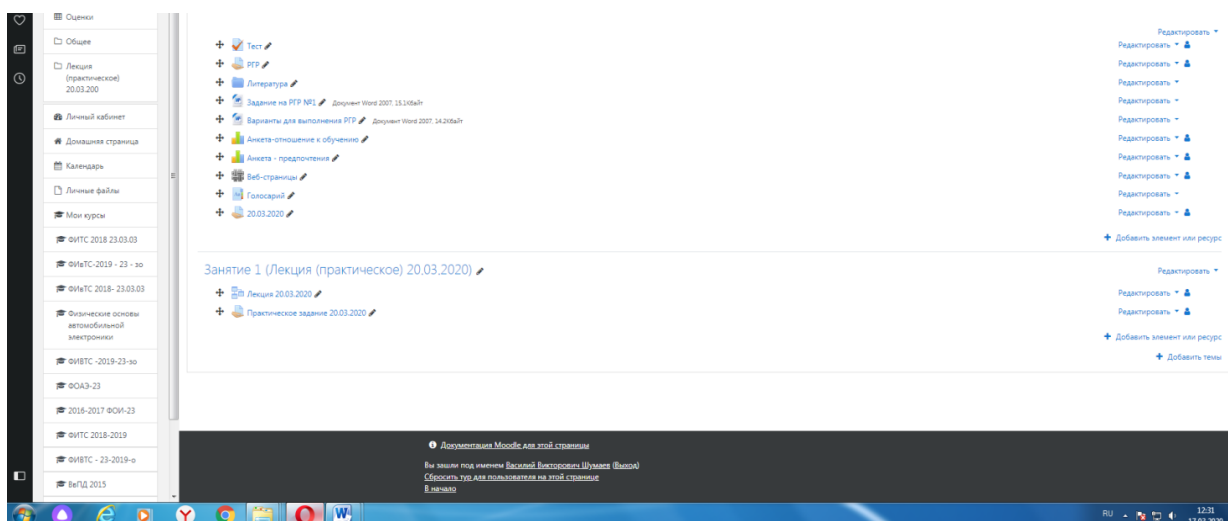 Оценки
Общее
Лекция
(практическое)
20.03.200
Личный кабинет
Домашняя страница
Календарь
Личные файлы
Мои курсы
ФИТС 2018 23.03.03
ФИвТС-2019 - 23 - зо
ФИвТС 2018- 23.03.03
Физические основы
автомобильной
электроники
ФИВТС -2019-23-зо
ФОАЭ-23
2016-2017 ФОИ-23
ФИТС 2018-2019
ФИВТС - 23-2019-о
ВвПД 2015
Редактировать
Тест Редактировать
РГР Редактировать
Литература Редактировать
Задание на РГР №1 Документ Word 2007, 15.1Кбайт Редактировать
Варианты для выполнения РГР Документ Word 2007, 14.2Кбайт Редактировать
Анкета-отношение к обучению Редактировать
Анкета - предпочтения Редактировать
Веб-страницы Редактировать
Голосарий Редактировать
20.03.2020 Редактировать
Добавить элемент или ресурс
Занятие 1 (Лекция (практическое) 20.03.2020) Редактировать
Лекция 20.03.2020 Редактировать
Практическое задание 20.03.2020 Редактировать
Добавить элемент или ресурс
Добавить темы
Документация Moodle для этой страницы
Вы зашли под именем Василий Викторович Шумаев (Выход)
Сбросить тур для пользователя на этой странице
В начало
RU 12:31
17.03.2020